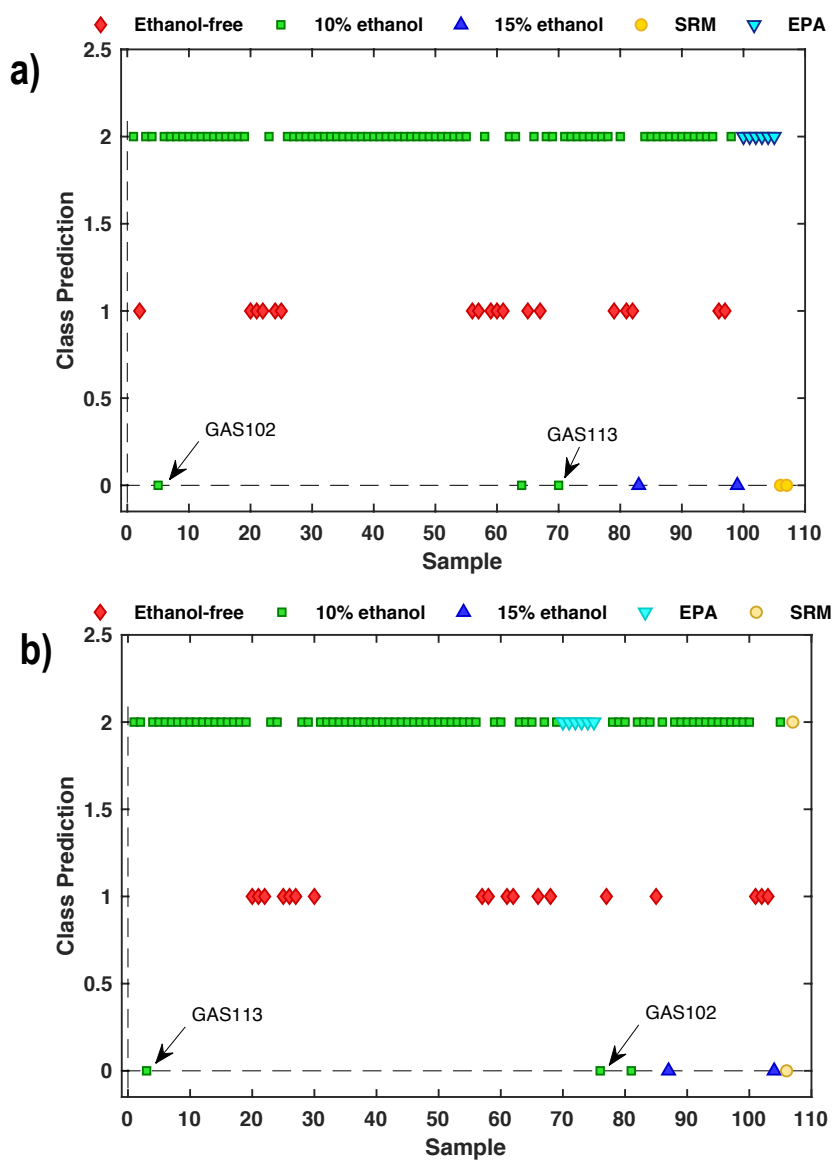 Ethanol-free 10% ethanol 15% ethanol SRM EPA
a)
2.5
2
1.5
1
0.5
0
Class Prediction
GAS102
GAS113
0 10 20 30 40 50 60 70 80 90 100 110
Sample
Ethanol-free 10% ethanol 15% ethanol EPA SRM
b)
2.5
2
1.5
1
0.5
0
Class Prediction
GAS113
GAS102
0 10 20 30 40 50 60 70 80 90 100 110
Sample